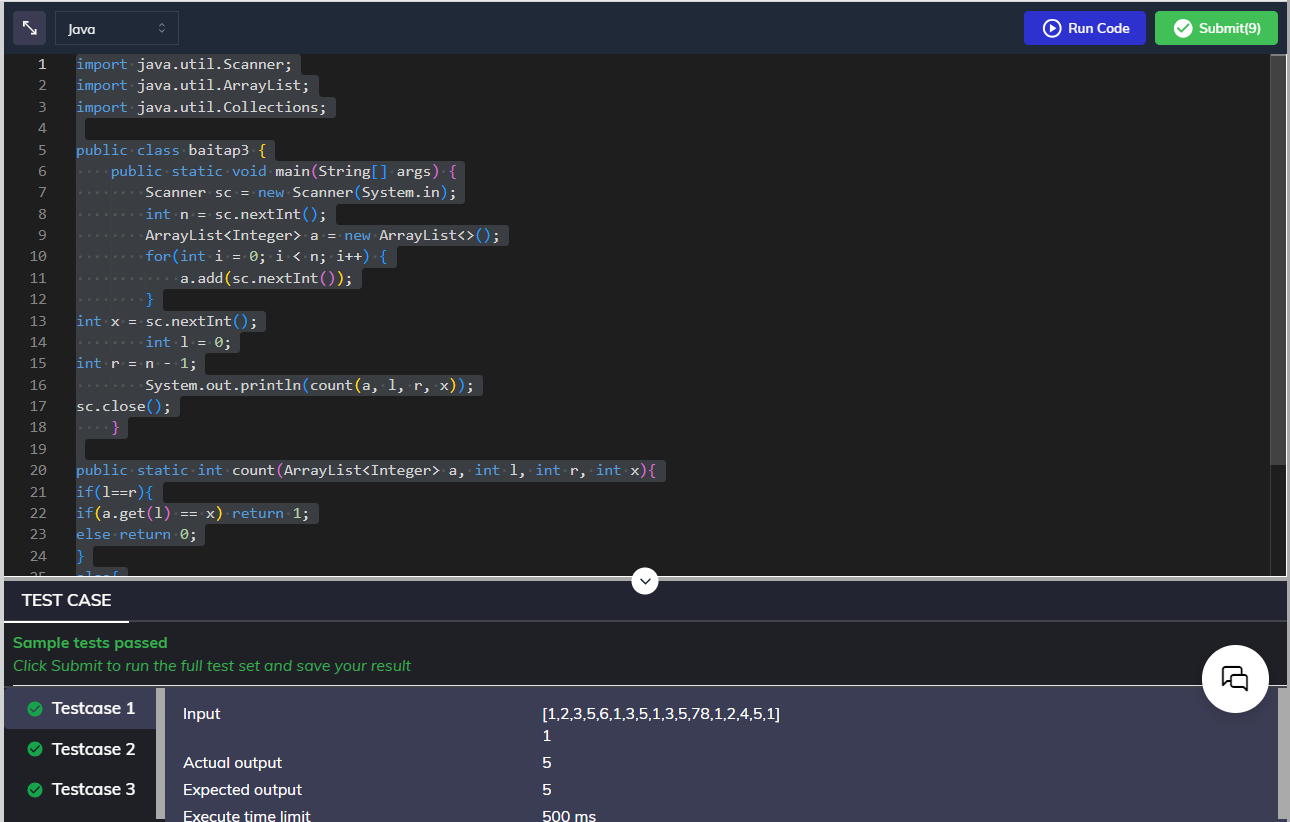 Java
Run Code
Submit(9)
1 import java.util.Scanner;
2 import java.util.ArrayList;
3 import java.util.Collections;
4
5 public class baitap3 {
6 public static void main(String[] args) {
7 Scanner sc = new Scanner(System.in);
8 int n = sc.nextInt();
9 ArrayList<Integer> a = new ArrayList<>();
10 for(int i = 0; i < n; i++) {
11 a.add(sc.nextInt());
12 }
13 int x = sc.nextInt();
14 int l = 0;
15 int r = n - 1;
16 System.out.println(count(a, l, r, x));
17 sc.close();
18 }
19
20 public static int count(ArrayList<Integer> a, int l, int r, int x){
21 if(l==r){
22 if(a.get(l) == x) return 1;
23 else return 0;
24 }
25 else{
TEST CASE
Sample tests passed
Click Submit to run the full test set and save your result
Testcase 1
Testcase 2
Testcase 3
Input [1,2,3,5,6,1,3,5,1,3,5,78,1,2,4,5,1]
1
Actual output 5
Expected output 5
Execute time limit 500 ms